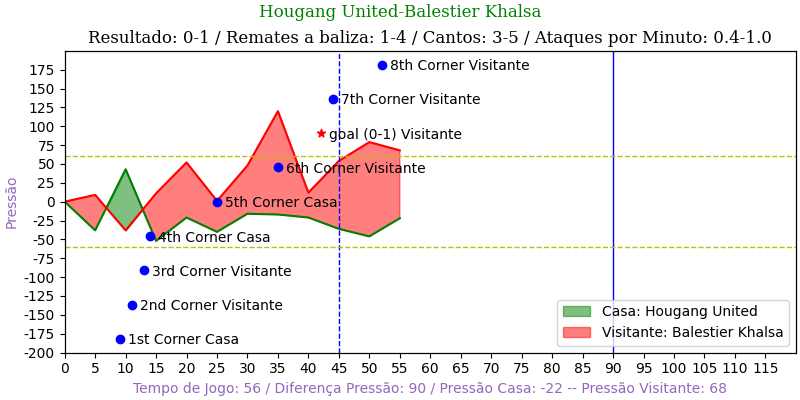 Hougang United-Balestier Khalsa
Resultado: 0-1 / Remates a baliza: 1-4 / Cantos: 3-5 / Ataques por Minuto: 0.4-1.0
Pressão
175
150
125
100
75
50
25
0
-25
-50
-75
-100
-125
-150
-175
-200
8th Corner Visitante
7th Corner Visitante
goal (0-1) Visitante
6th Corner Visitante
5th Corner Casa
4th Corner Casa
3rd Corner Visitante
2nd Corner Visitante
1st Corner Casa
Casa: Hougang United
Visitante: Balestier Khalsa
0 5 10 15 20 25 30 35 40 45 50 55 60 65 70 75 80 85 90 95 100 105 110 115
Tempo de Jogo: 56 / Diferença Pressão: 90 / Pressão Casa: -22 -- Pressão Visitante: 68